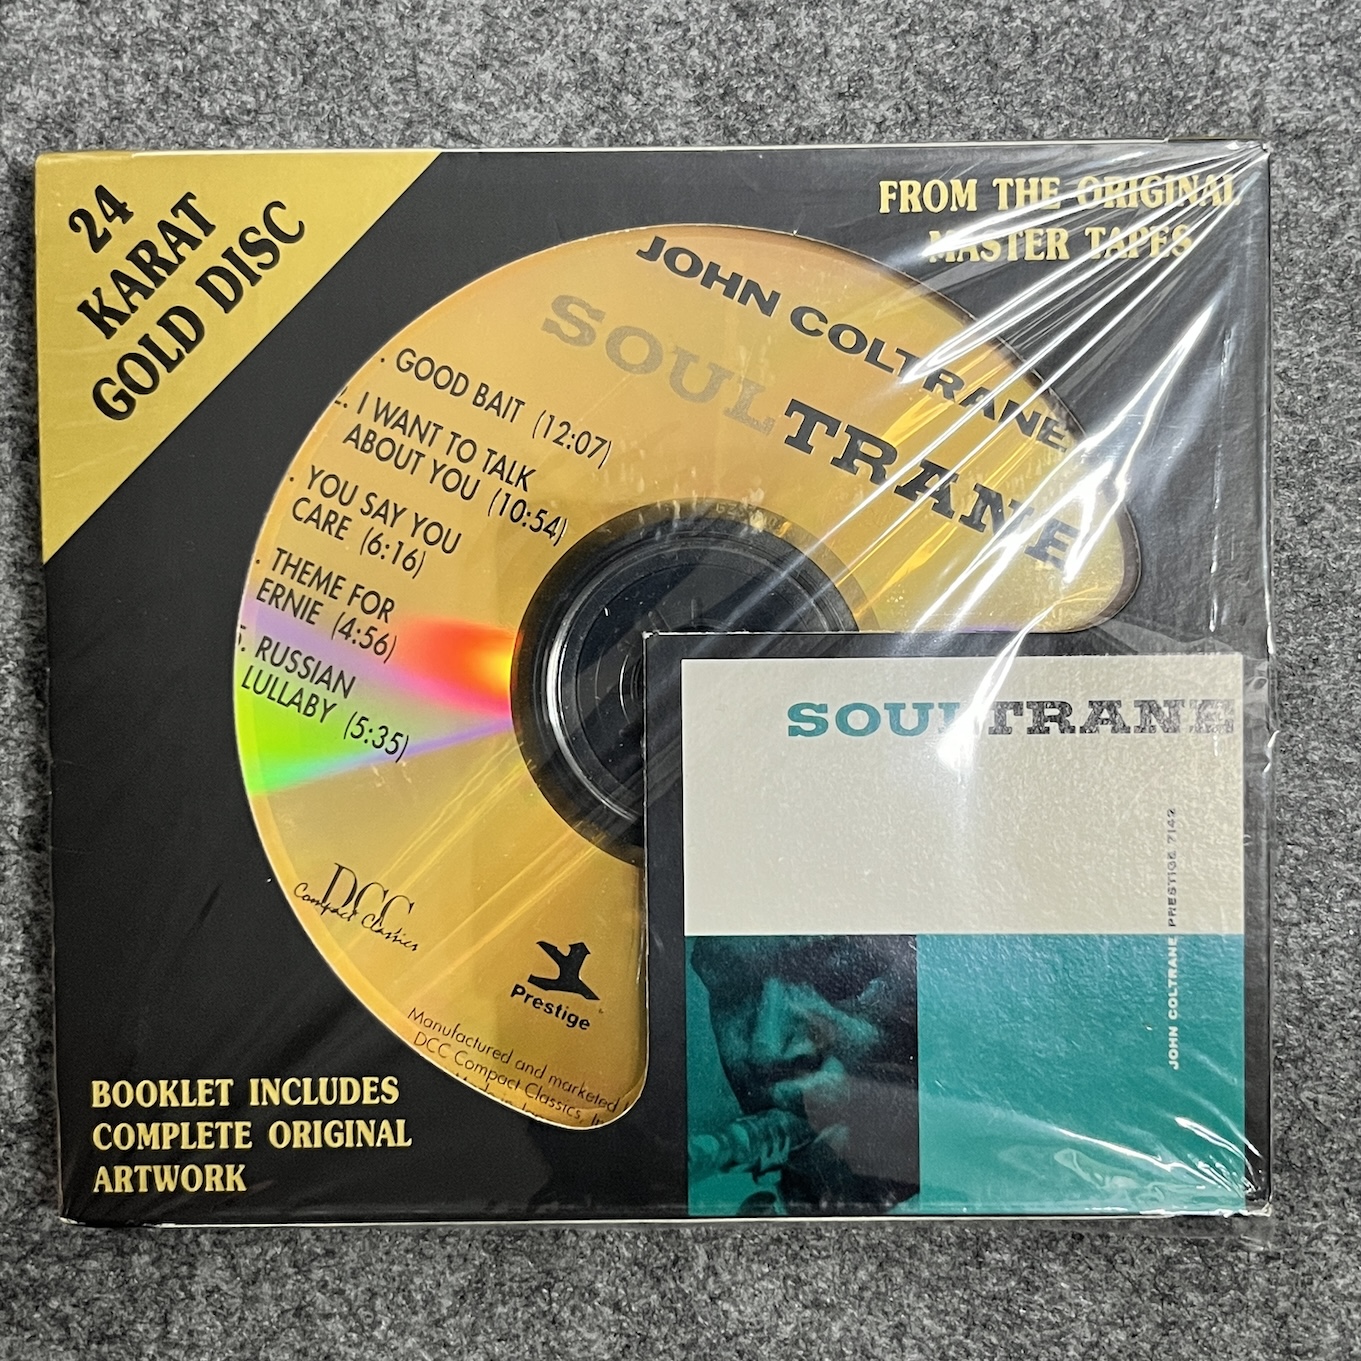 24
KARAT
GOLD DISC
FROM THE ORIGINAL
MASTER TAPES
JOHN COLTRANE
SOULTRANE
. GOOD BAIT (12:07)
2. I WANT TO TALK
ABOUT YOU (10:54)
. YOU SAY YOU
CARE (6:16)
. THEME FOR
ERNIE (4:56)
5. RUSSIAN
LULLABY (5:35)
DCC
Compact Classics
Prestige
Manufactured and marketed
DCC Compact Classics,
SOULTRANE
JOHN COLTRANE PRESTIGE 7142
BOOKLET INCLUDES
COMPLETE ORIGINAL
ARTWORK